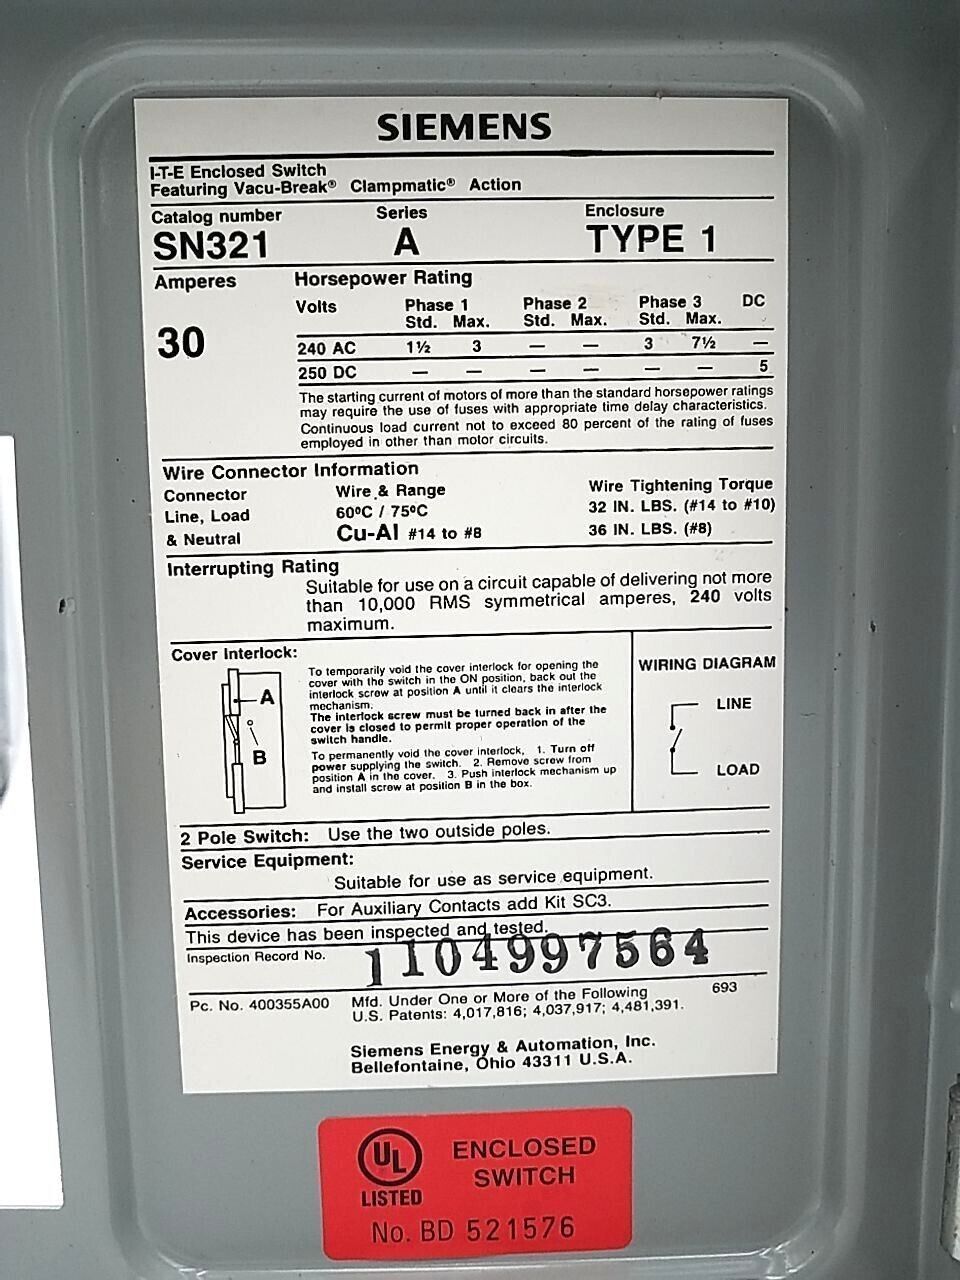 SIEMENS
I-T-E Enclosed Switch
Featuring Vacu-Break® Clampmatic® Action
Catalog number Series Enclosure
SN321 A TYPE 1
Amperes Horsepower Rating
Volts Phase 1 Phase 2 Phase 3 DC
Std. Max. Std. Max. Std. Max.
30
240 AC 1½ 3 — — 3 7½ —
250 DC — — — — — — 5
The starting current of motors of more than the standard horsepower ratings
may require the use of fuses with appropriate time delay characteristics.
Continuous load current not to exceed 80 percent of the rating of fuses
employed in other than motor circuits.
Wire Connector Information
Connector Wire & Range Wire Tightening Torque
Line, Load 60ºC / 75ºC 32 IN. LBS. (#14 to #10)
& Neutral Cu-Al #14 to #8 36 IN. LBS. (#8)
Interrupting Rating
Suitable for use on a circuit capable of delivering not more
than 10,000 RMS symmetrical amperes, 240 volts
maximum.
Cover Interlock:
A
B
To temporarily void the cover interlock for opening the
cover with the switch in the ON position, back out the
interlock screw at position A until it clears the interlock
mechanism.
The interlock screw must be turned back in after the
cover is closed to permit proper operation of the
switch handle.
To permanently void the cover interlock, 1. Turn off
power supplying the switch. 2. Remove screw from
position A in the cover. 3. Push interlock mechanism up
and install screw at position B in the box.
WIRING DIAGRAM
LINE
LOAD
2 Pole Switch: Use the two outside poles.
Service Equipment:
Suitable for use as service equipment.
Accessories: For Auxiliary Contacts add Kit SC3.
This device has been inspected and tested.
Inspection Record No. 1104997564
Pc. No. 400355A00 Mfd. Under One or More of the Following 693
U.S. Patents: 4,017,816; 4,037,917; 4,481,391.
Siemens Energy & Automation, Inc.
Bellefontaine, Ohio 43311 U.S.A.
UL ENCLOSED
SWITCH
LISTED
No. BD 521576